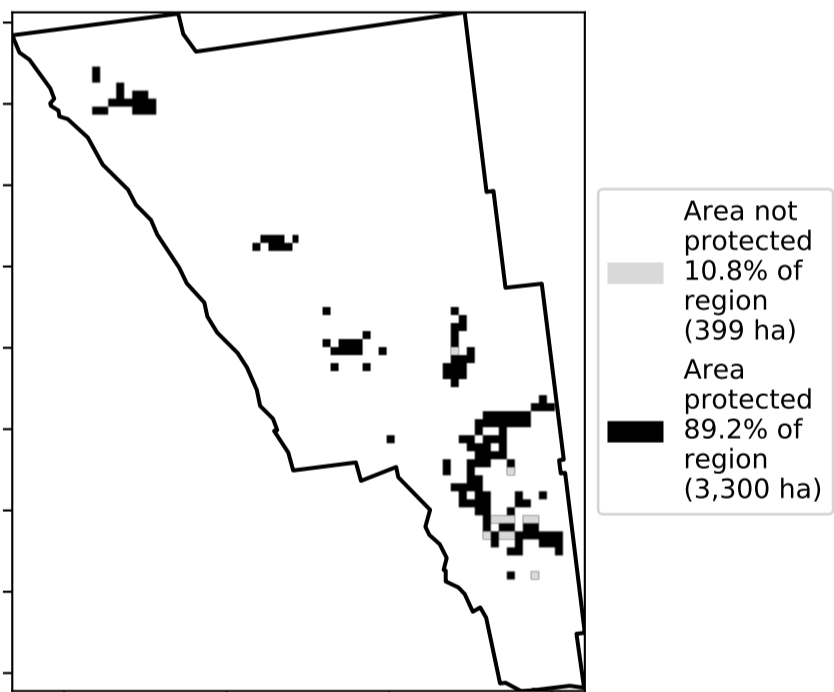 Area not
protected
10.8% of
region
(399 ha)
Area
protected
89.2% of
region
(3,300 ha)